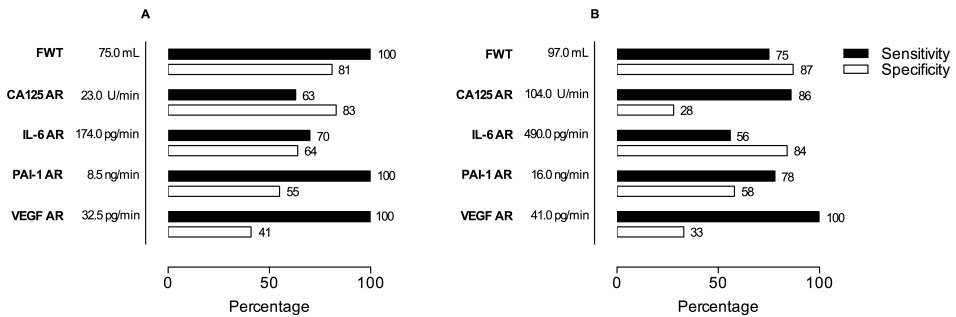 A
FWT 75.0 mL 100
81
CA125 AR 23.0 U/min 63
83
IL-6 AR 174.0 pg/min 70
64
PAI-1 AR 8.5 ng/min 100
55
VEGF AR 32.5 pg/min 100
41
0 50 100
Percentage
B
FWT 97.0 mL 75
87
CA125 AR 104.0 U/min 86
28
IL-6 AR 490.0 pg/min 56
84
PAI-1 AR 16.0 ng/min 78
58
VEGF AR 41.0 pg/min 100
33
0 50 100
Percentage
Sensitivity
Specificity